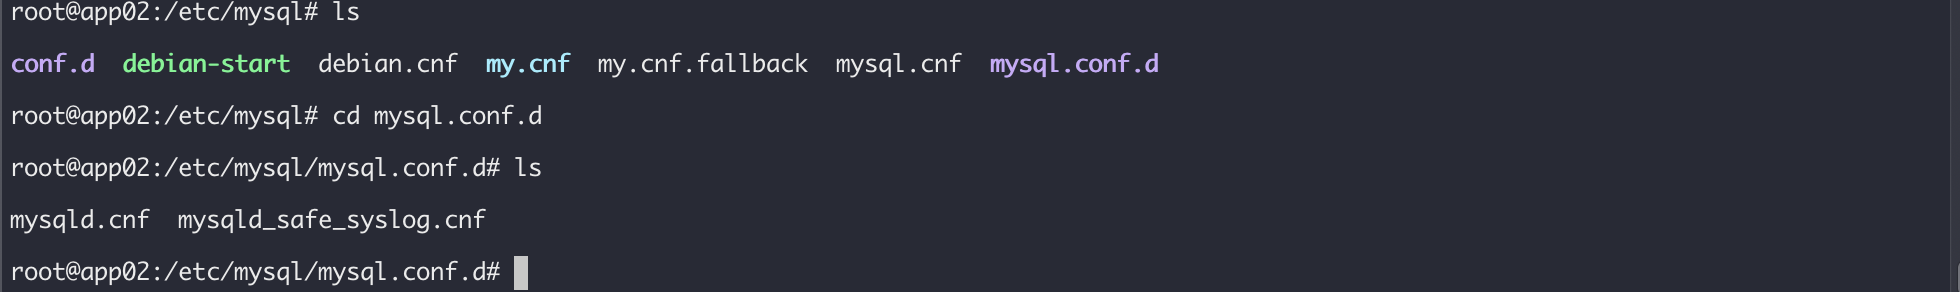 root@app02:/etc/mysql# ls
conf.d  debian-start  debian.cnf  my.cnf  my.cnf.fallback  mysql.cnf  mysql.conf.d
root@app02:/etc/mysql# cd mysql.conf.d
root@app02:/etc/mysql/mysql.conf.d# ls
mysqld.cnf  mysqld_safe_syslog.cnf
root@app02:/etc/mysql/mysql.conf.d#